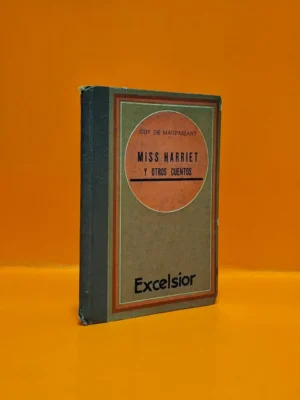 GUY DE MAUPASSANT
MISS HARRIET
Y OTROS CUENTOS
Excelsior